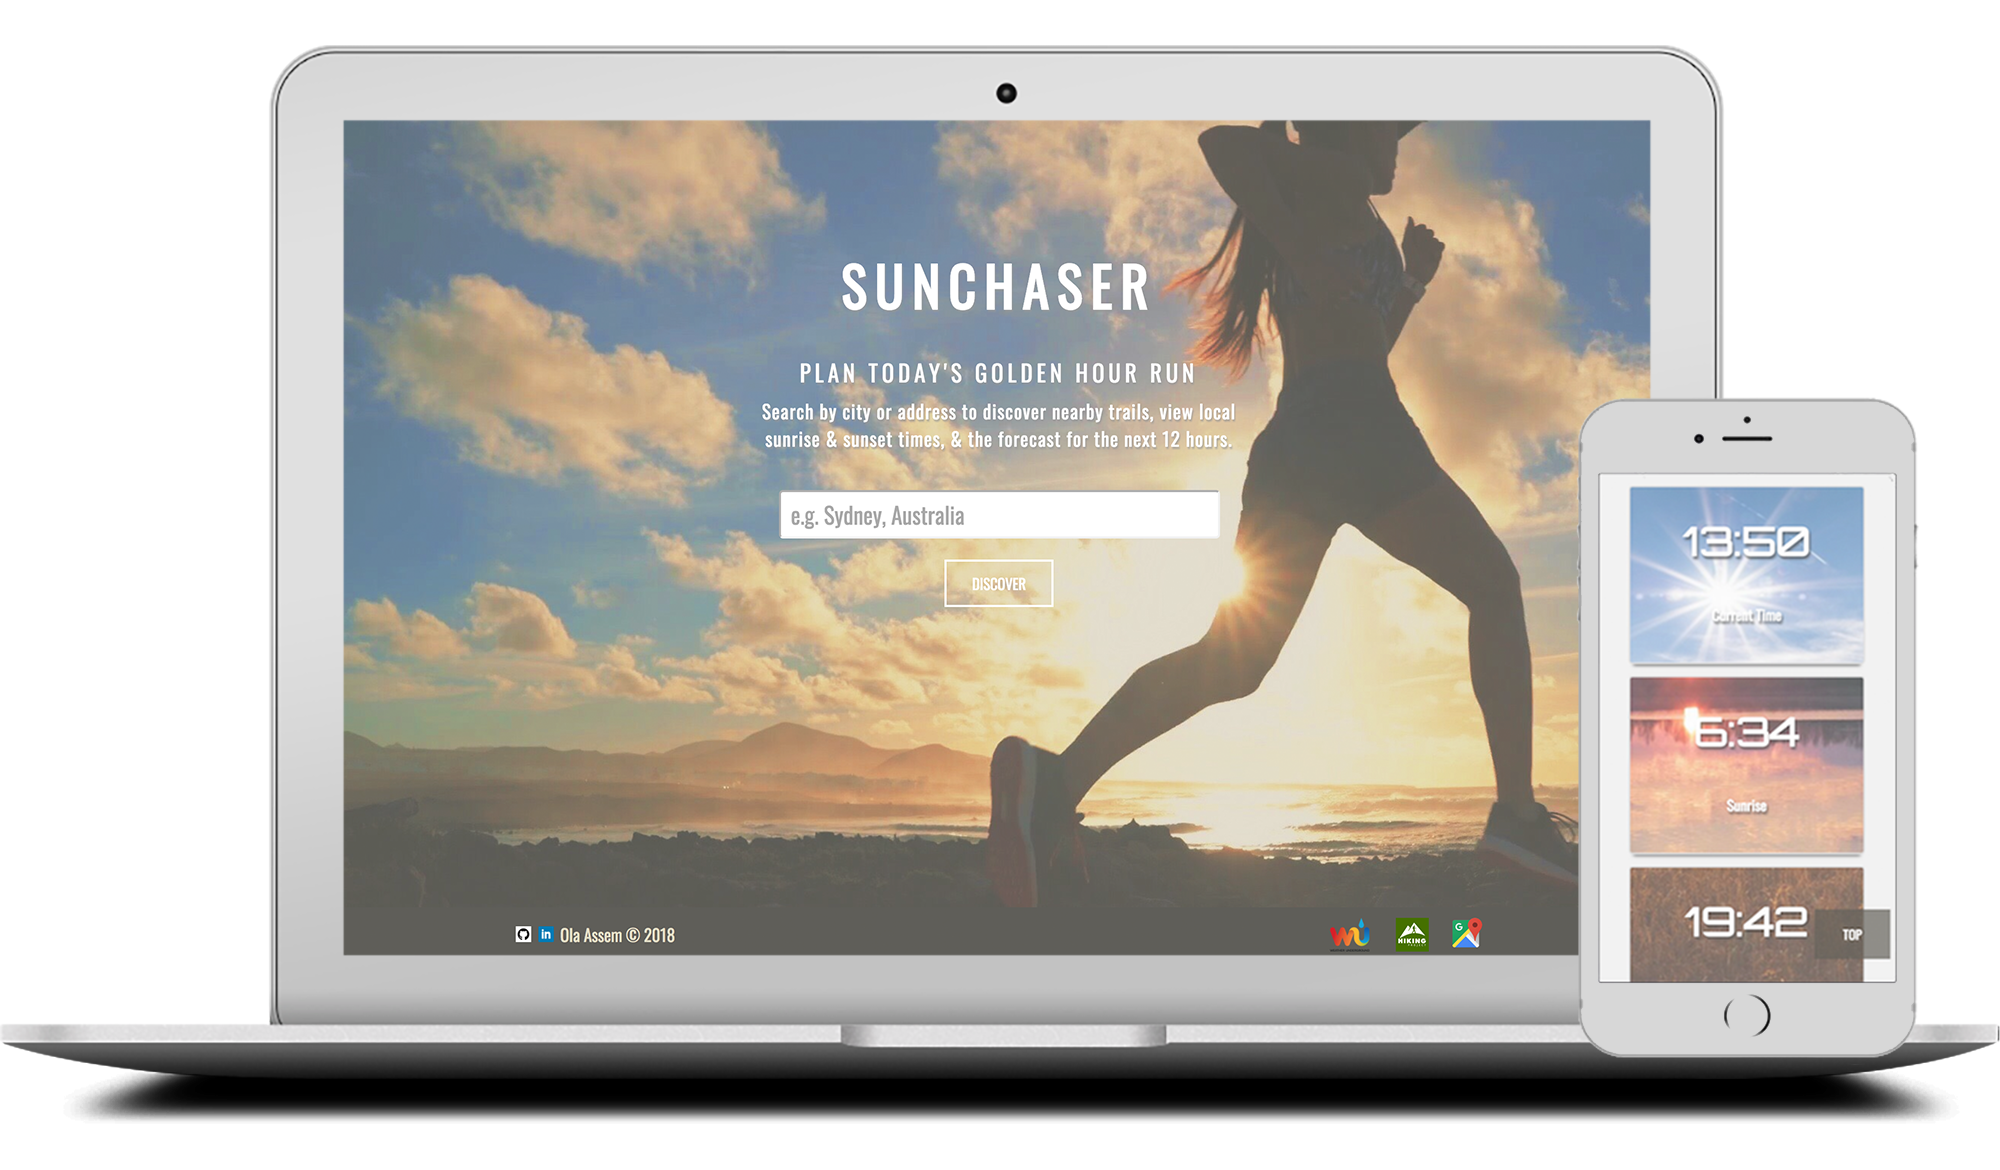 SUNCHASER
PLAN TODAY'S GOLDEN HOUR RUN
Search by city or address to discover nearby trails, view local
sunrise & sunset times, & the forecast for the next 12 hours.
e.g. Sydney, Australia
DISCOVER
in Ola Assem © 2018
HIKING
G
13:50
Current Time
6:34
Sunrise
19:42
TOP